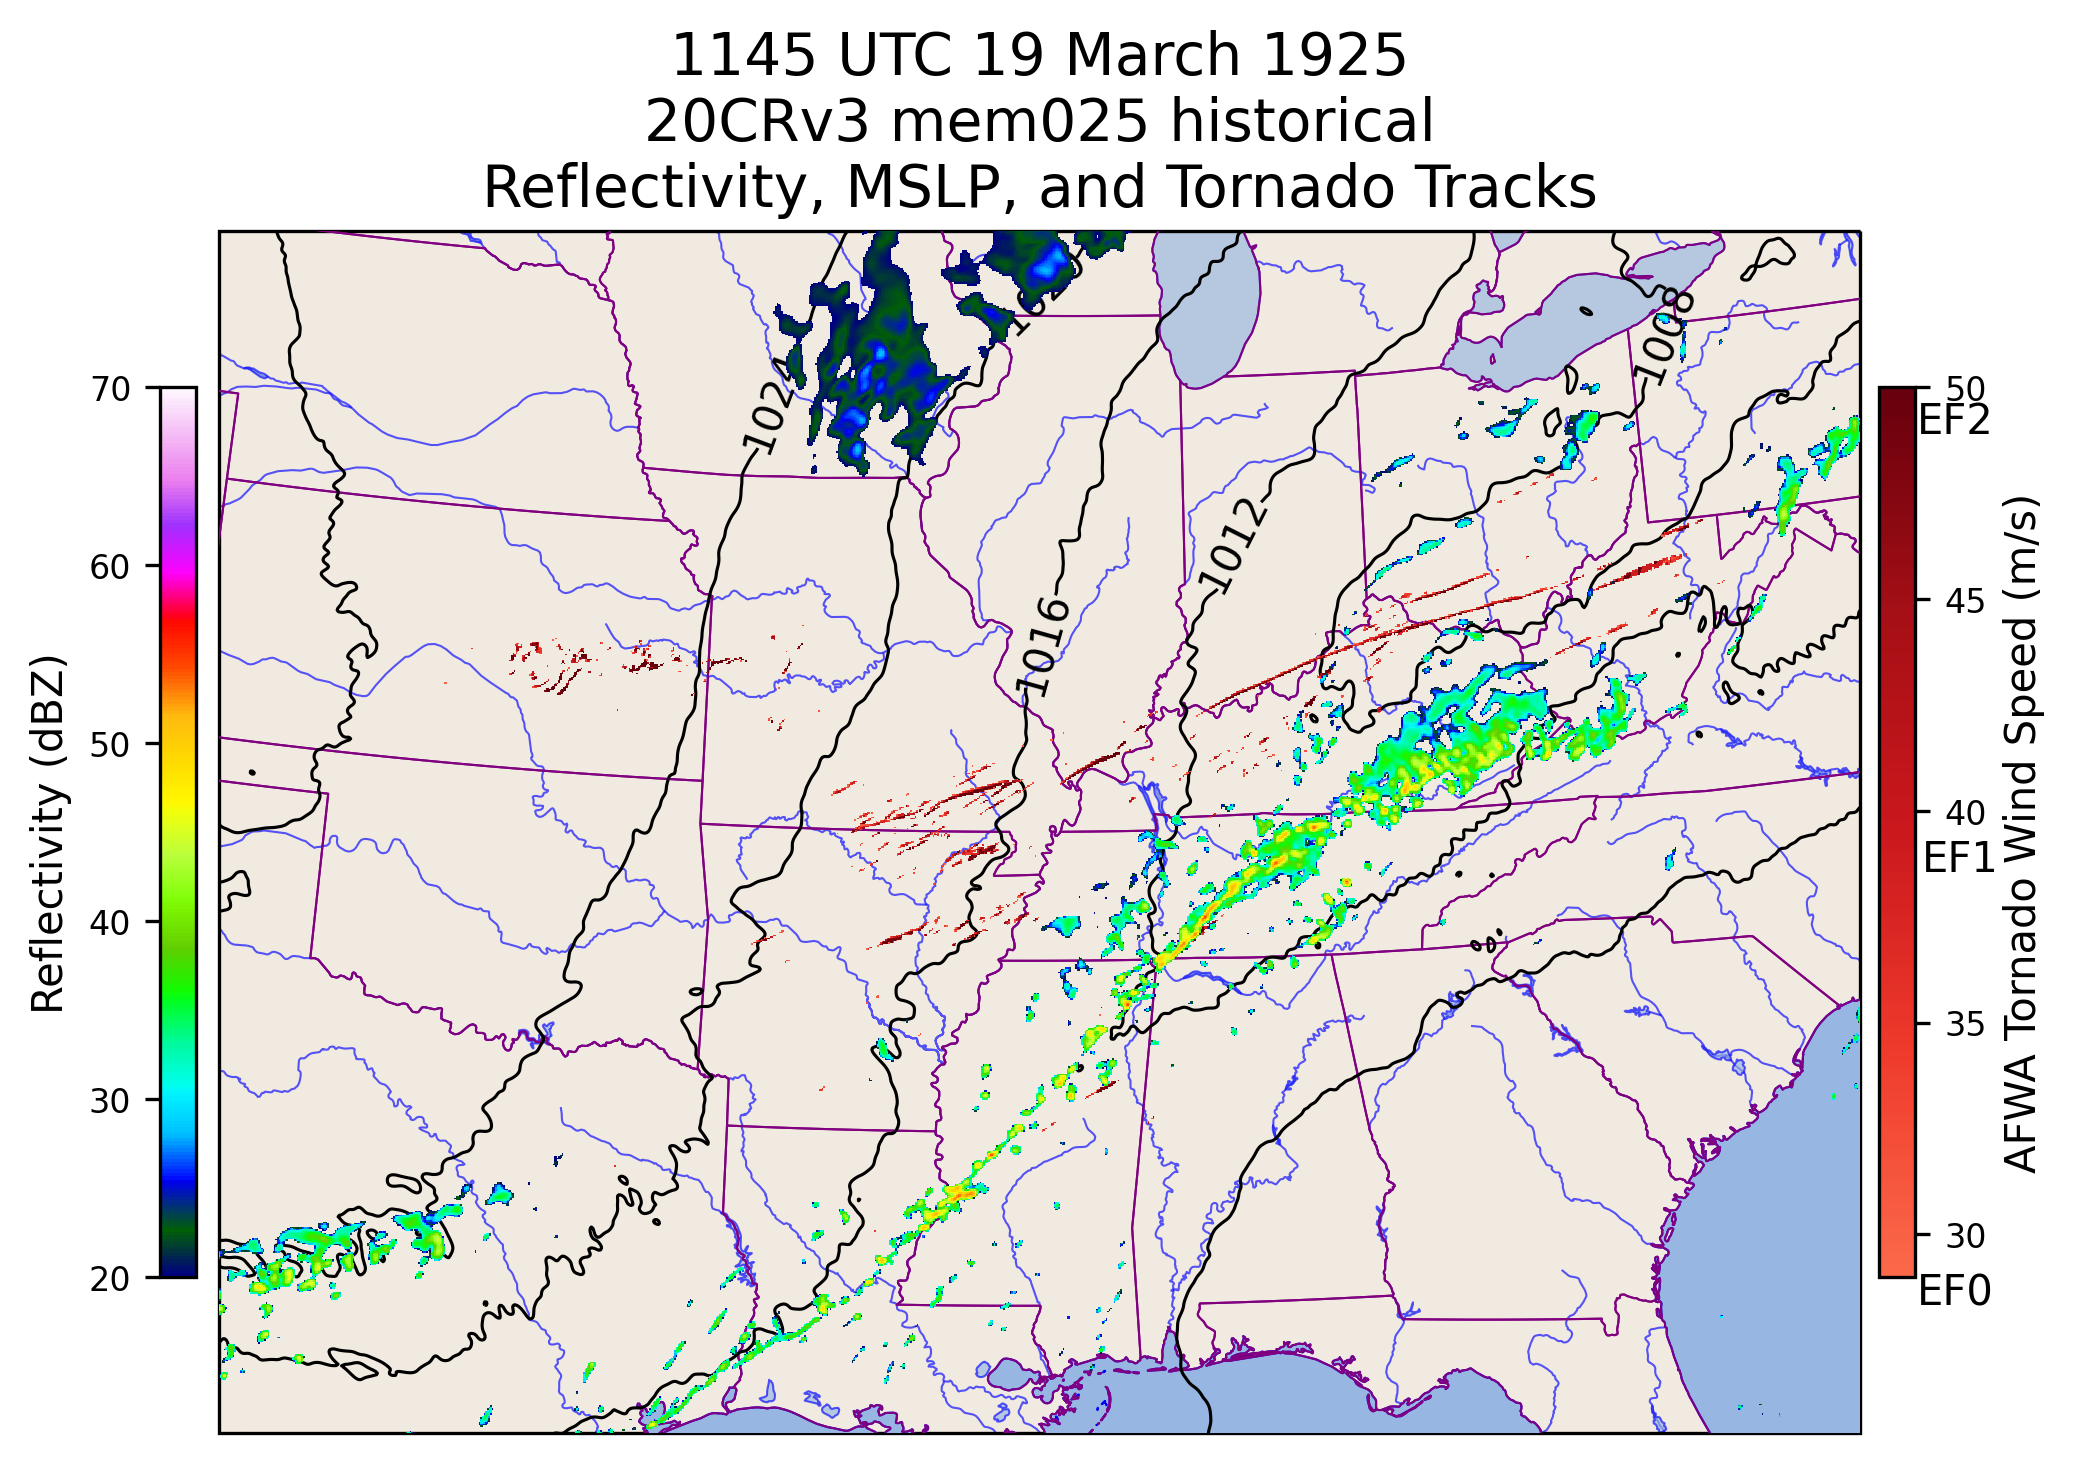 1145 UTC 19 March 1925
20CRv3 mem025 historical
Reflectivity, MSLP, and Tornado Tracks
1008
1024
1012
1016
70
60
50
40
30
20
Reflectivity (dBZ)
50
EF2
45
40
EF1
35
30
EF0
AFWA Tornado Wind Speed (m/s)